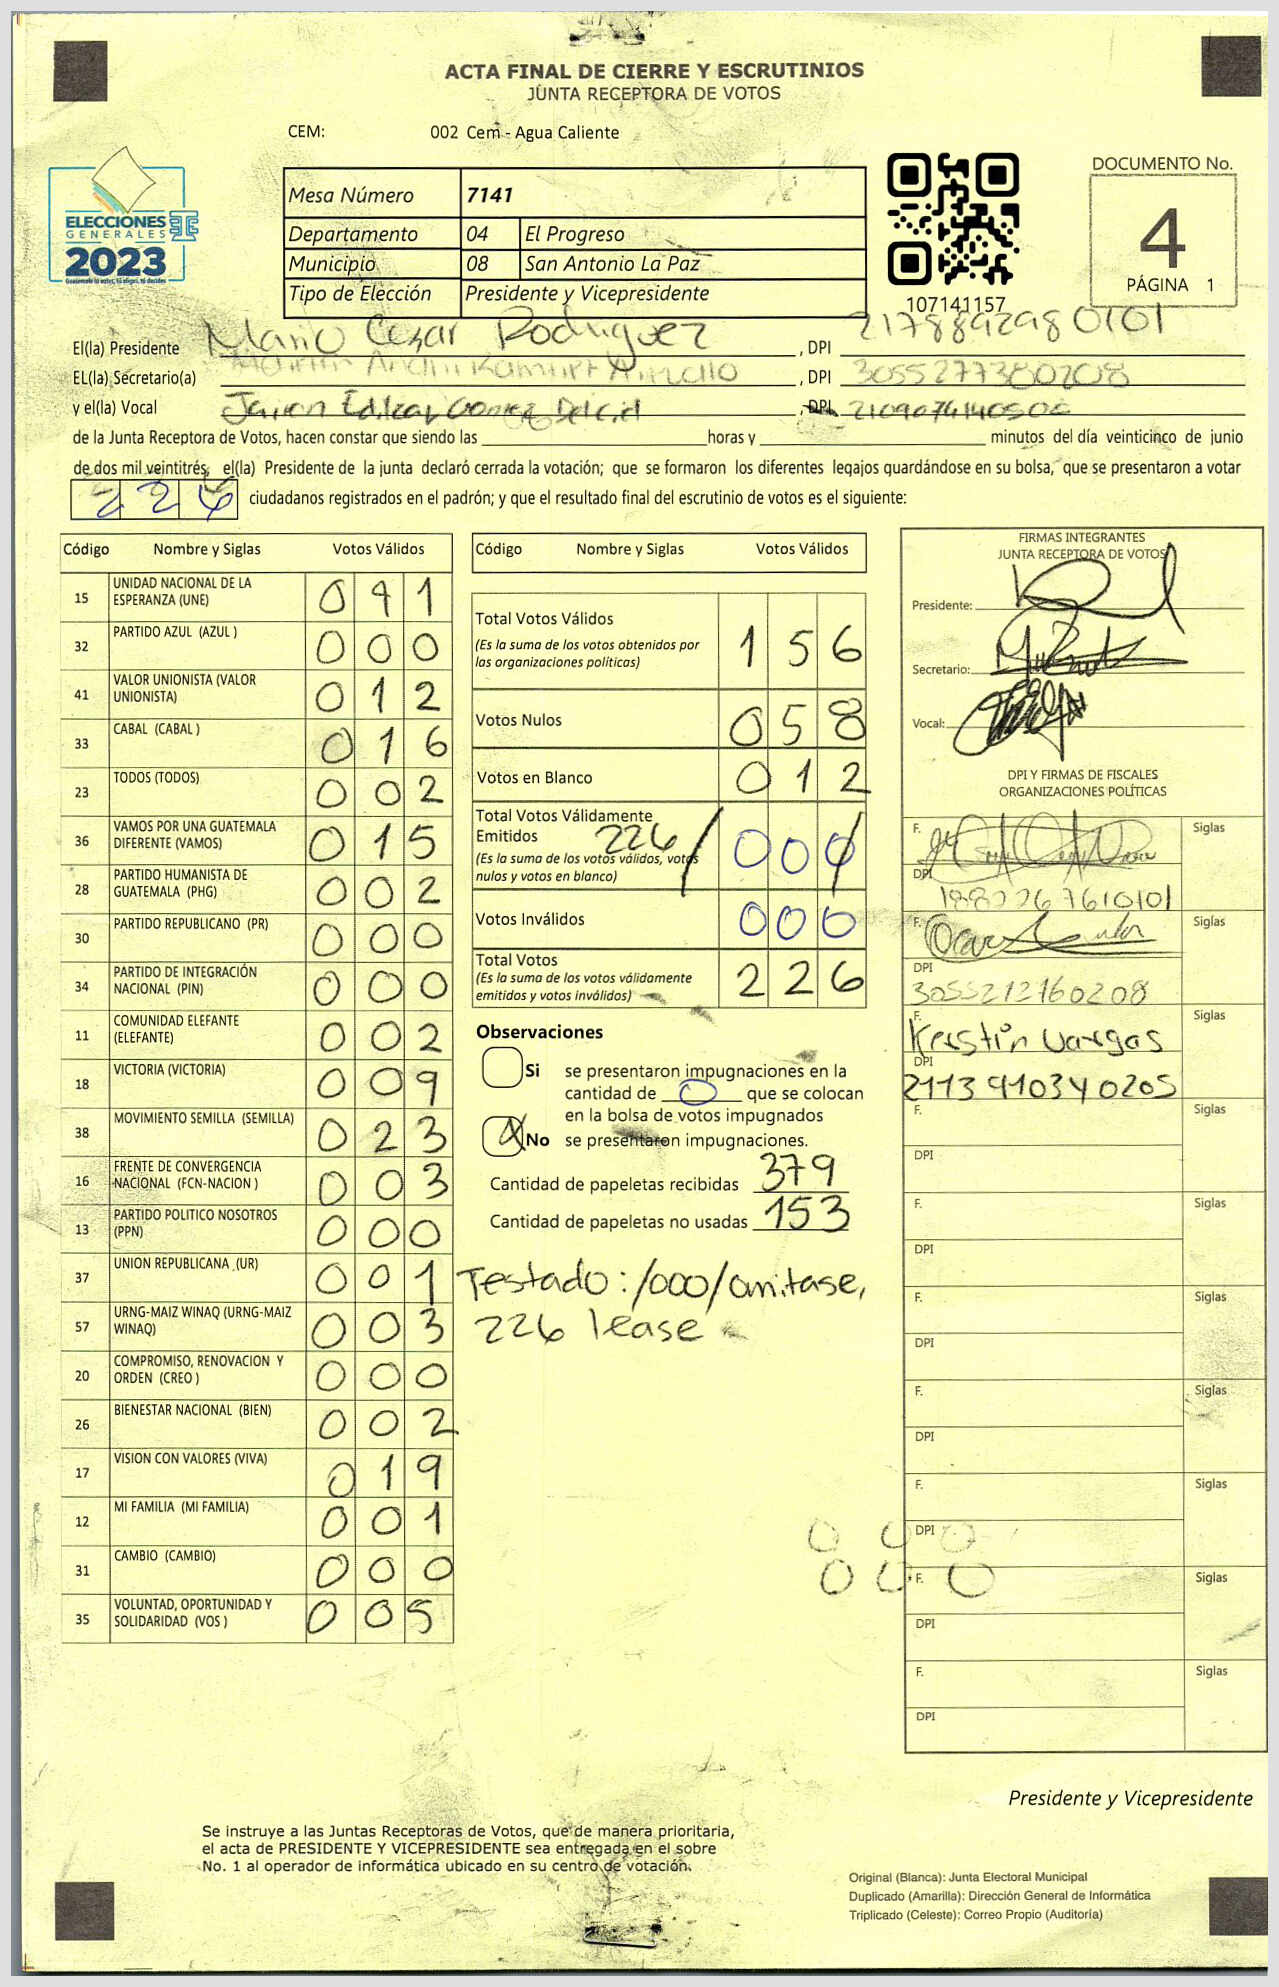 ACTA FINAL DE CIERRE Y ESCRUTINIOS
JUNTA RECEPTORA DE VOTOS
CEM: 002 Cem - Agua Caliente
ELECCIONES
GENERALES
2023
Mesa Número 7141
Departamento 04 El Progreso
Municipio 08 San Antonio La Paz
Tipo de Elección Presidente y Vicepresidente
107141157
DOCUMENTO No.
4
PÁGINA 1
El(la) Presidente Mario Cezar Rodriguez , DPI 2178892980101
EL(la) Secretario(a) , DPI 3055277380208
y el(la) Vocal Gomez Delcid , DPI
de la Junta Receptora de Votos, hacen constar que siendo las horas y minutos del día veinticinco de junio
de dos mil veintitrés, el(la) Presidente de la junta declaró cerrada la votación; que se formaron los diferentes legajos guardándose en su bolsa, que se presentaron a votar
226 ciudadanos registrados en el padrón; y que el resultado final del escrutinio de votos es el siguiente:
Código Nombre y Siglas Votos Válidos
15 UNIDAD NACIONAL DE LA ESPERANZA (UNE) 041
32 PARTIDO AZUL (AZUL ) 000
41 VALOR UNIONISTA (VALOR UNIONISTA) 012
33 CABAL (CABAL ) 016
23 TODOS (TODOS) 002
36 VAMOS POR UNA GUATEMALA DIFERENTE (VAMOS) 015
28 PARTIDO HUMANISTA DE GUATEMALA (PHG) 002
30 PARTIDO REPUBLICANO (PR) 000
34 PARTIDO DE INTEGRACIÓN NACIONAL (PIN) 000
11 COMUNIDAD ELEFANTE (ELEFANTE) 002
18 VICTORIA (VICTORIA) 009
38 MOVIMIENTO SEMILLA (SEMILLA) 023
16 FRENTE DE CONVERGENCIA NACIONAL (FCN-NACION ) 003
13 PARTIDO POLITICO NOSOTROS (PPN) 000
37 UNION REPUBLICANA (UR) 001
57 URNG-MAIZ WINAQ (URNG-MAIZ WINAQ) 003
20 COMPROMISO, RENOVACION Y ORDEN (CREO ) 000
26 BIENESTAR NACIONAL (BIEN) 002
17 VISION CON VALORES (VIVA) 019
12 MI FAMILIA (MI FAMILIA) 001
31 CAMBIO (CAMBIO) 000
35 VOLUNTAD, OPORTUNIDAD Y SOLIDARIDAD (VOS ) 005
Código Nombre y Siglas Votos Válidos
Total Votos Válidos 156
(Es la suma de los votos obtenidos por
las organizaciones políticas)
Votos Nulos 058
Votos en Blanco 012
Total Votos Válidamente
Emitidos 226 /000/
(Es la suma de los votos válidos, votos
nulos y votos en blanco)
Votos Inválidos 000
Total Votos 226
(Es la suma de los votos válidamente
emitidos y votos inválidos)
Observaciones
Si se presentaron impugnaciones en la
cantidad de 0 que se colocan
en la bolsa de votos impugnados
X No se presentaron impugnaciones.
Cantidad de papeletas recibidas 379
Cantidad de papeletas no usadas 153
Testado: /000/ omitase,
226 lease
FIRMAS INTEGRANTES
JUNTA RECEPTORA DE VOTOS
Presidente:
Secretario:
Vocal:
DPI Y FIRMAS DE FISCALES
ORGANIZACIONES POLÍTICAS
F. Siglas
DPI
F. Siglas
DPI
3055212160208
F. Kerstin Vargas Siglas
DPI
2113910340205
F. Siglas
DPI
F. Siglas
DPI
F. Siglas
DPI
F. Siglas
DPI
F. Siglas
DPI 000
F. 000 Siglas
DPI
F. Siglas
DPI
Presidente y Vicepresidente
Se instruye a las Juntas Receptoras de Votos, que de manera prioritaria,
el acta de PRESIDENTE Y VICEPRESIDENTE sea entregada en el sobre
No. 1 al operador de informática ubicado en su centro de votación.
Original (Blanca): Junta Electoral Municipal
Duplicado (Amarilla): Dirección General de Informática
Triplicado (Celeste): Correo Propio (Auditoría)